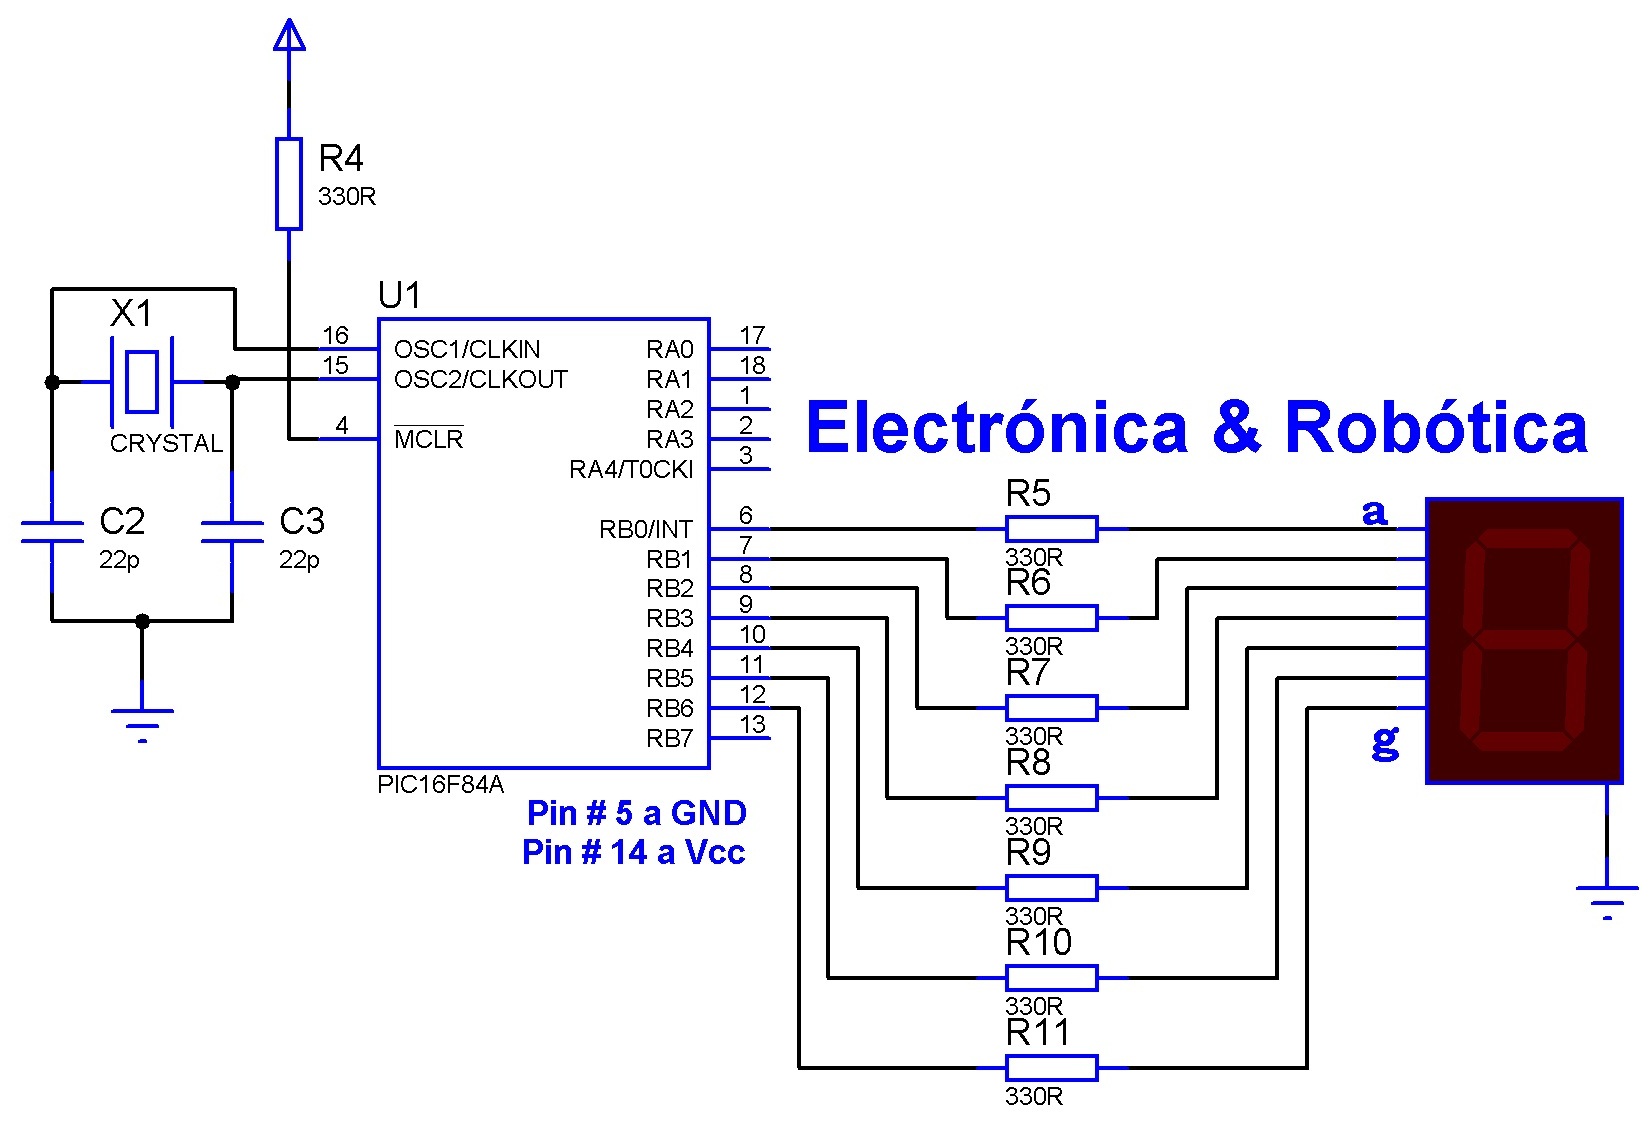 R4
330R
X1
CRYSTAL
C2
22p
C3
22p
U1
16 OSC1/CLKIN
15 OSC2/CLKOUT
4 MCLR
RA0 17
RA1 18
RA2 1
RA3 2
RA4/T0CKI 3
RB0/INT 6
RB1 7
RB2 8
RB3 9
RB4 10
RB5 11
RB6 12
RB7 13
PIC16F84A
Pin # 5 a GND
Pin # 14 a Vcc
Electrónica & Robótica
R5
330R
R6
330R
R7
330R
R8
330R
R9
330R
R10
330R
R11
330R
a
g